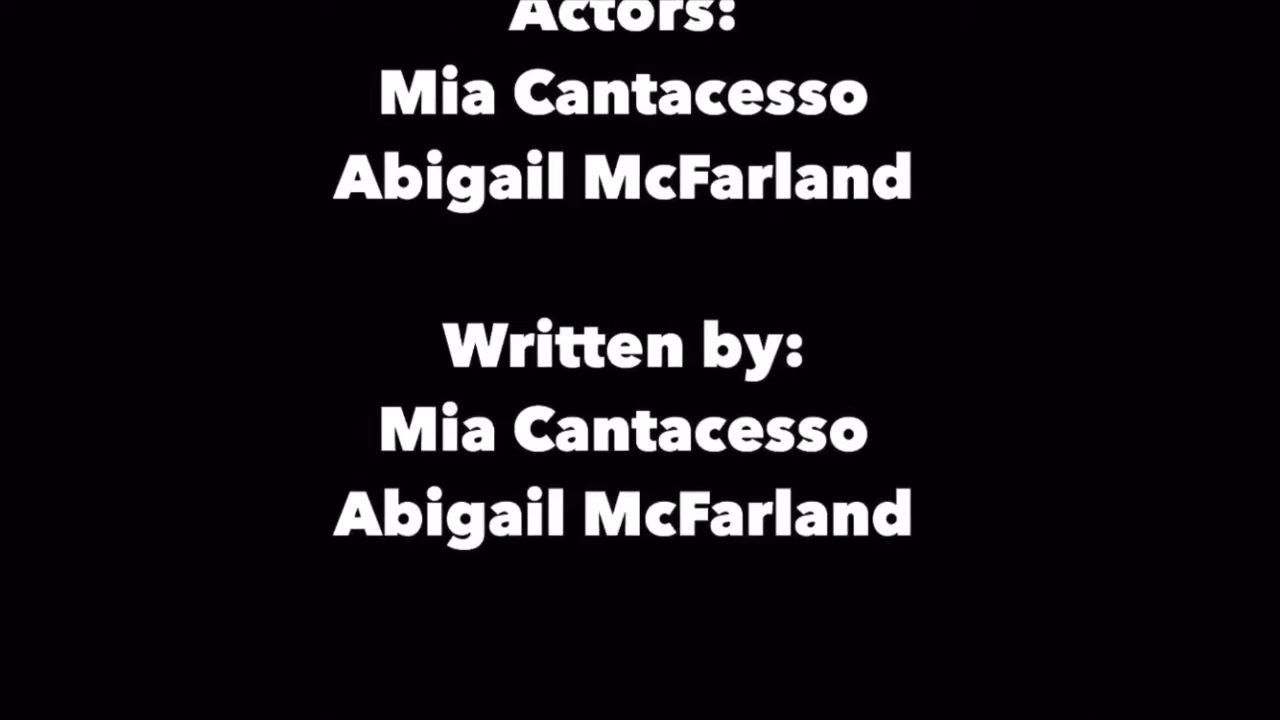 Actors:
Mia Cantacesso
Abigail McFarland
Written by:
Mia Cantacesso
Abigail McFarland